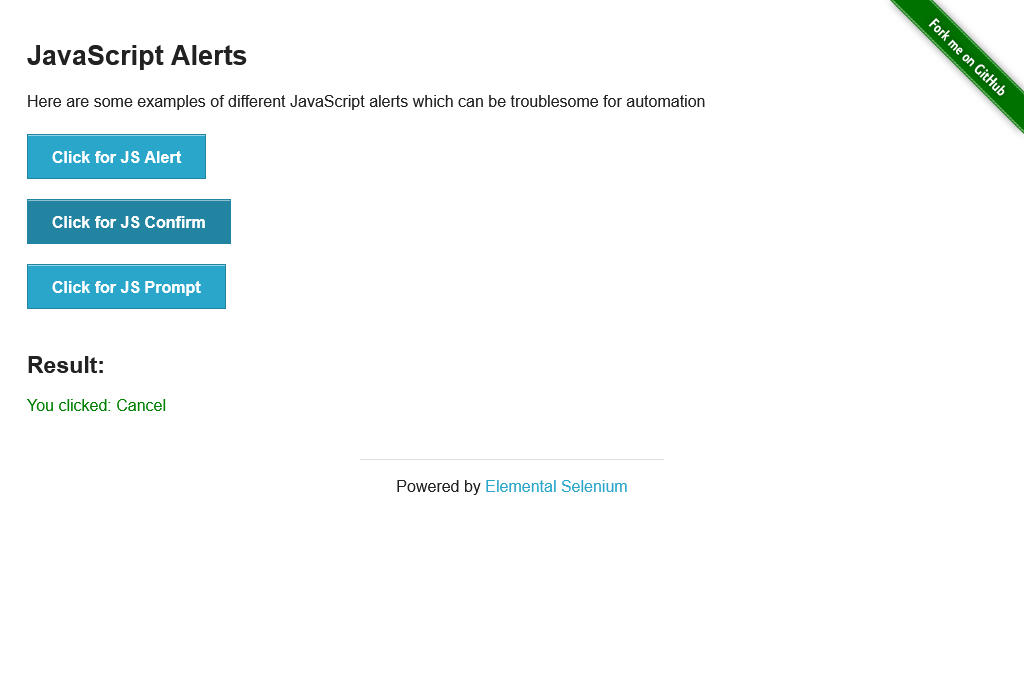 JavaScript Alerts
Fork me on GitHub
Here are some examples of different JavaScript alerts which can be troublesome for automation
Click for JS Alert
Click for JS Confirm
Click for JS Prompt
Result:
You clicked: Cancel
Powered by Elemental Selenium